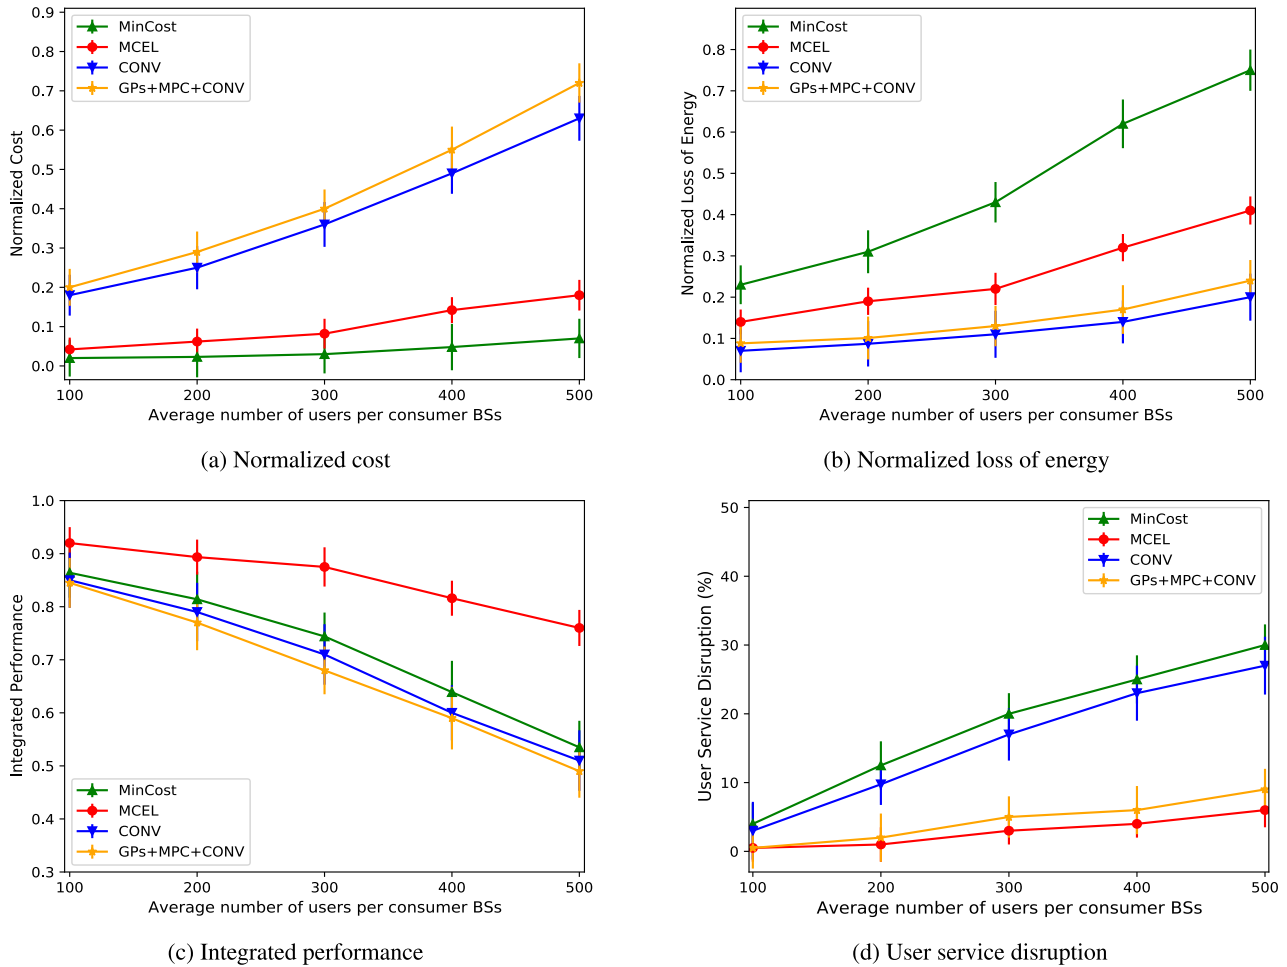 0.9
0.8
0.7
0.6
0.5
0.4
0.3
0.2
0.1
0.0
Normalized Cost
MinCost
MCEL
CONV
GPs+MPC+CONV
100 200 300 400 500
Average number of users per consumer BSs
(a) Normalized cost
0.8
0.7
0.6
0.5
0.4
0.3
0.2
0.1
0.0
Normalized Loss of Energy
MinCost
MCEL
CONV
GPs+MPC+CONV
100 200 300 400 500
Average number of users per consumer BSs
(b) Normalized loss of energy
1.0
0.9
0.8
0.7
0.6
0.5
0.4
0.3
Integrated Performance
MinCost
MCEL
CONV
GPs+MPC+CONV
100 200 300 400 500
Average number of users per consumer BSs
(c) Integrated performance
50
40
30
20
10
0
User Service Disruption (%)
MinCost
MCEL
CONV
GPs+MPC+CONV
100 200 300 400 500
Average number of users per consumer BSs
(d) User service disruption